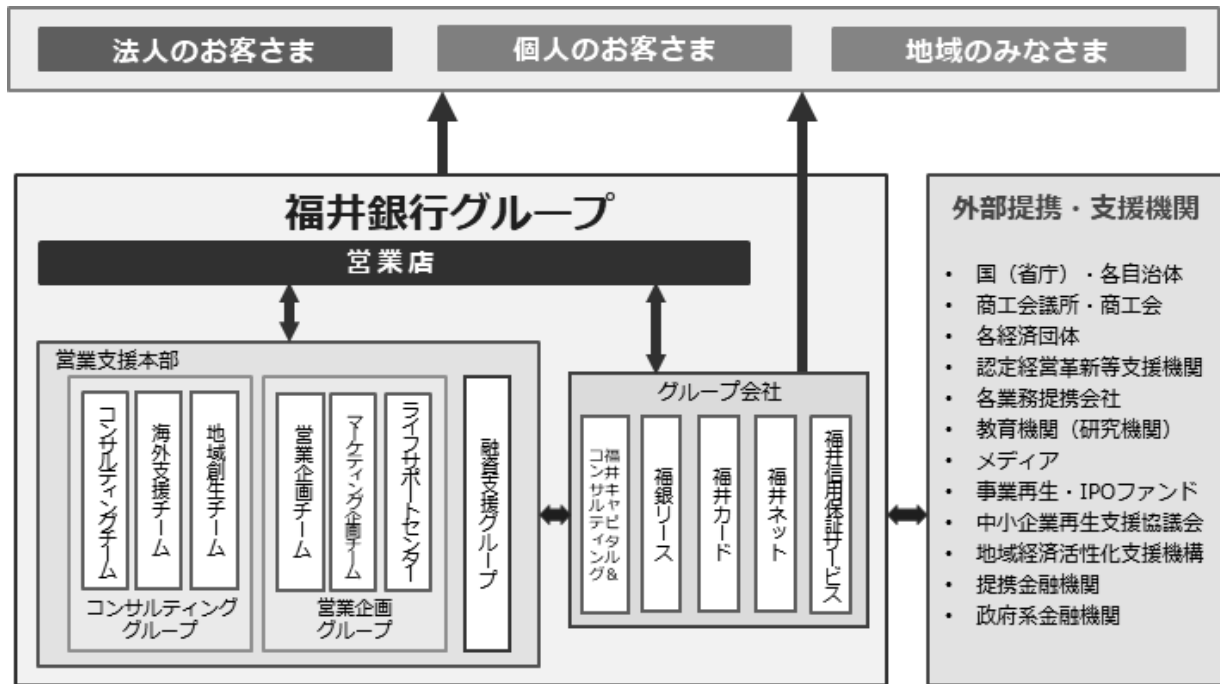 法人のお客さま
個人のお客さま
地域のみなさま
福井銀行グループ
営業店
営業支援本部
コンサルティングチーム
海外支援チーム
地域創生チーム
コンサルティング
グループ
営業企画チーム
マーケティング企画チーム
ライフサポートセンター
営業企画
グループ
融資支援グループ
グループ会社
福井キャピタル&
コンサルティング
福銀リース
福井カード
福井ネット
福井信用保証サービス
外部提携・支援機関
• 国（省庁）・各自治体
• 商工会議所・商工会
• 各経済団体
• 認定経営革新等支援機関
• 各業務提携会社
• 教育機関（研究機関）
• メディア
• 事業再生・IPOファンド
• 中小企業再生支援協議会
• 地域経済活性化支援機構
• 提携金融機関
• 政府系金融機関